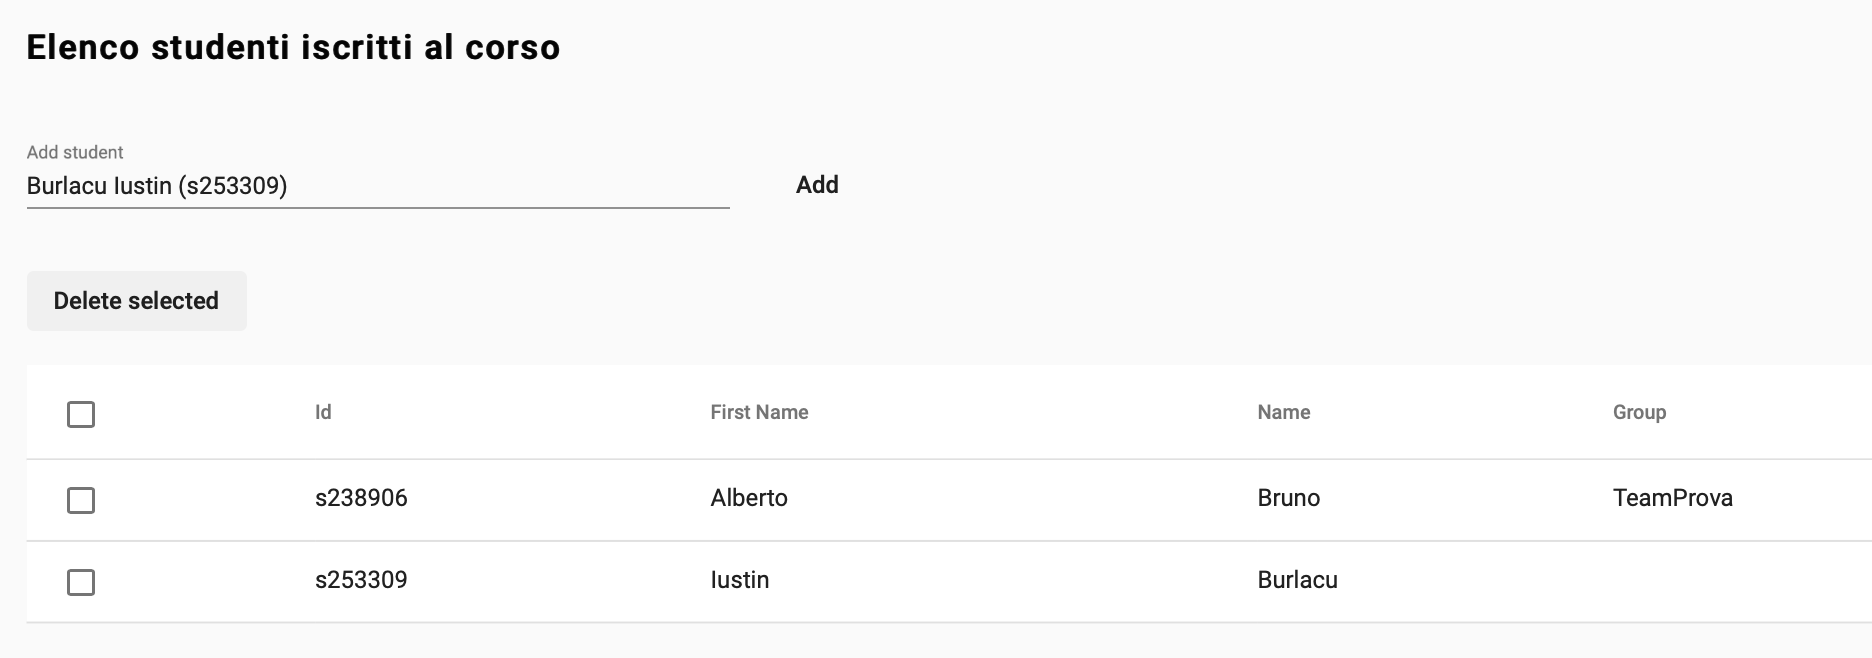 Elenco studenti iscritti al corso
Add student
Burlacu Iustin (s253309)
Add
Delete selected
Id First Name Name Group
s238906 Alberto Bruno TeamProva
s253309 Iustin Burlacu